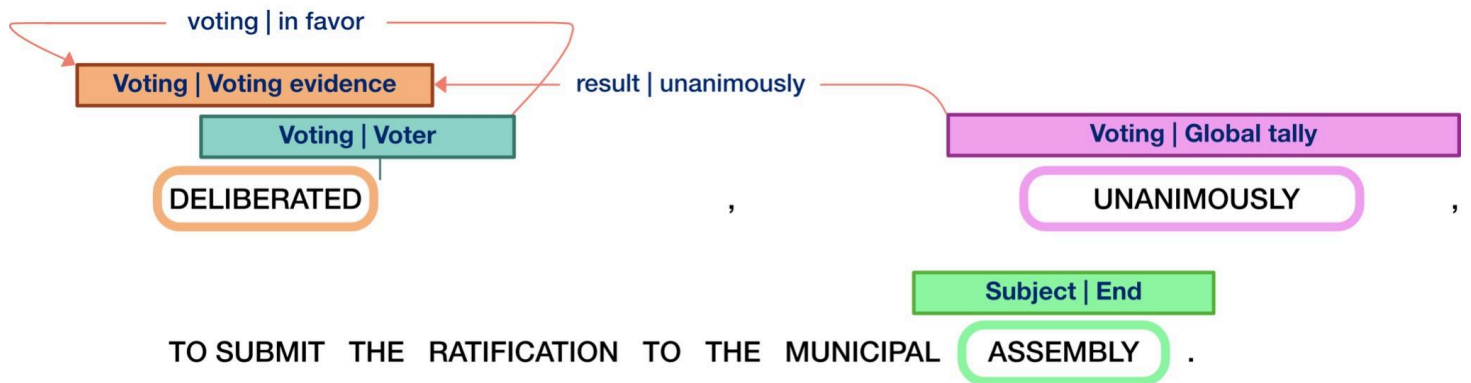 voting | in favor
Voting | Voting evidence
result | unanimously
Voting | Voter
Voting | Global tally
DELIBERATED , UNANIMOUSLY ,
Subject | End
TO SUBMIT THE RATIFICATION TO THE MUNICIPAL ASSEMBLY .